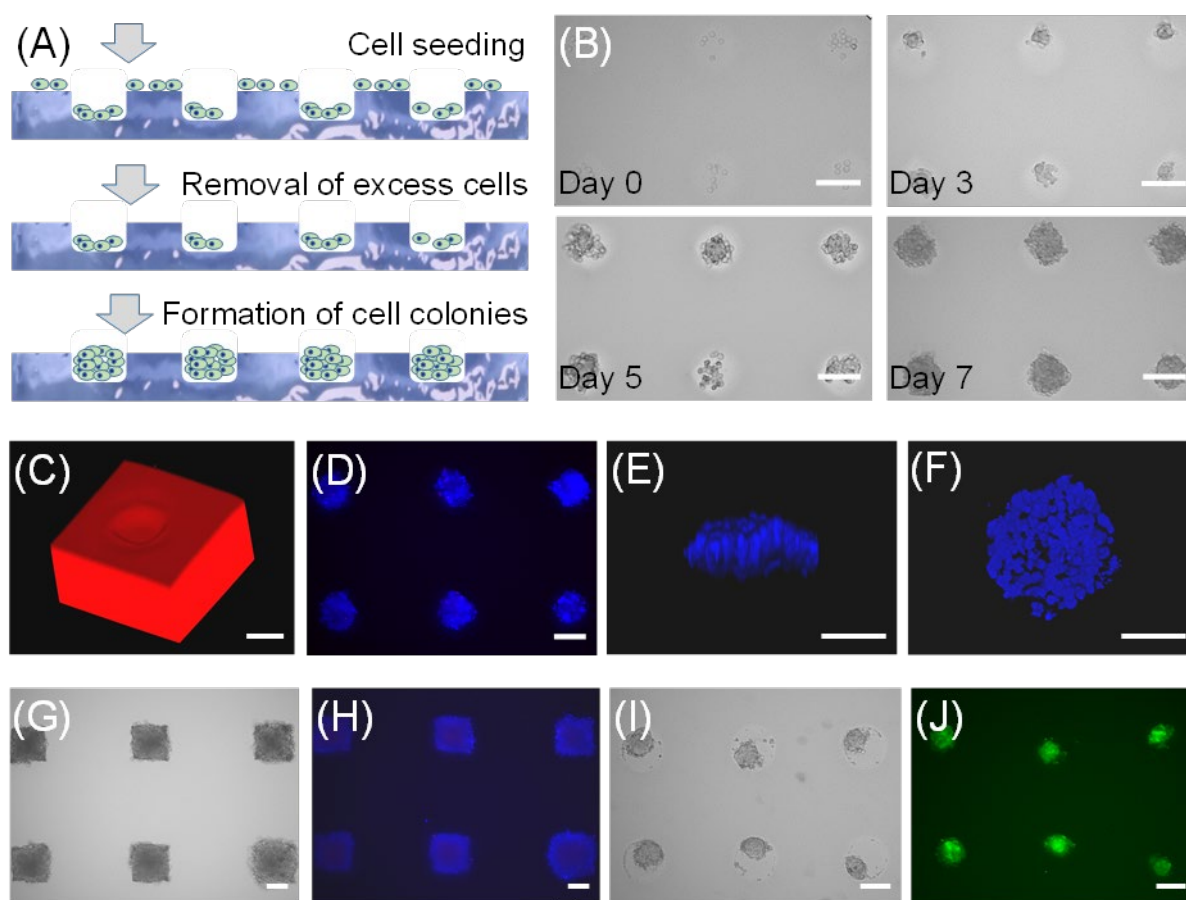 (A)
Cell seeding
Removal of excess cells
Formation of cell colonies
(B)
Day 0
Day 3
Day 5
Day 7
(C)
(D)
(E)
(F)
(G)
(H)
(I)
(J)